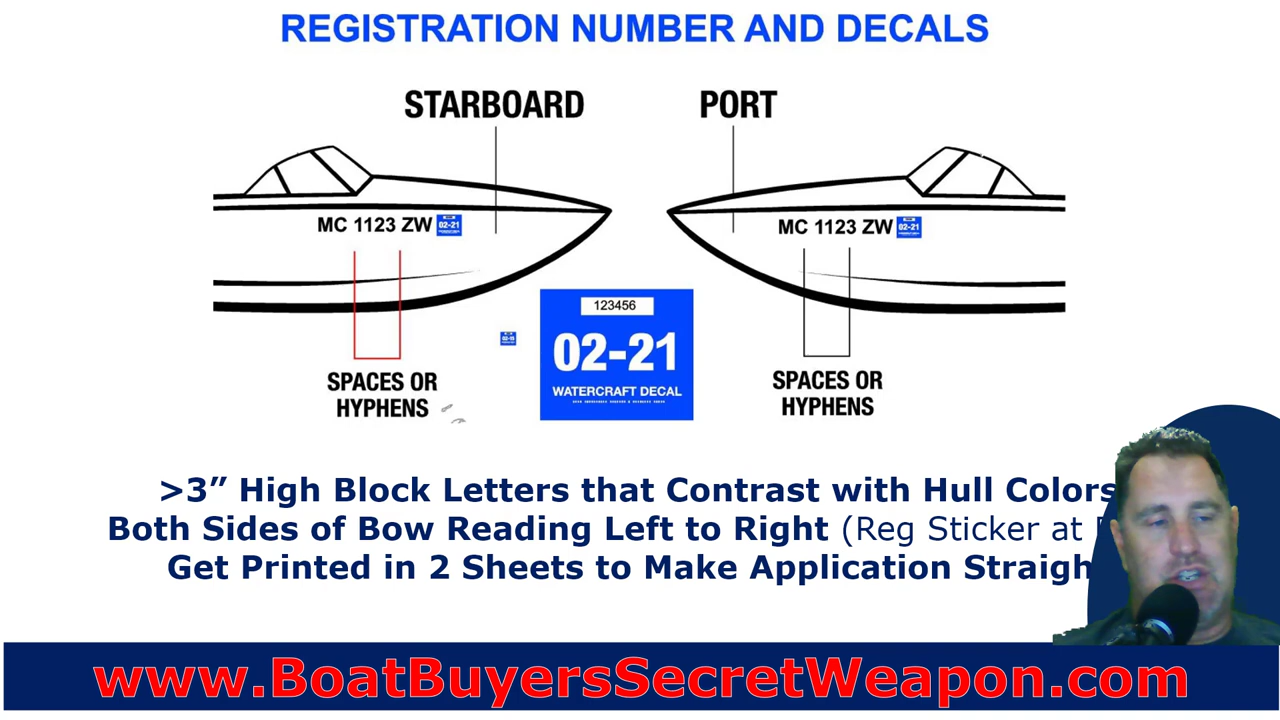 REGISTRATION NUMBER AND DECALS
STARBOARD
PORT
MC 1123 ZW
02-21
MC 1123 ZW
02-21
123456
02-21
WATERCRAFT DECAL
SPACES OR
HYPHENS
SPACES OR
HYPHENS
>3” High Block Letters that Contrast with Hull Colors
Both Sides of Bow Reading Left to Right (Reg Sticker at
Get Printed in 2 Sheets to Make Application Straigh
www.BoatBuyersSecretWeapon.com